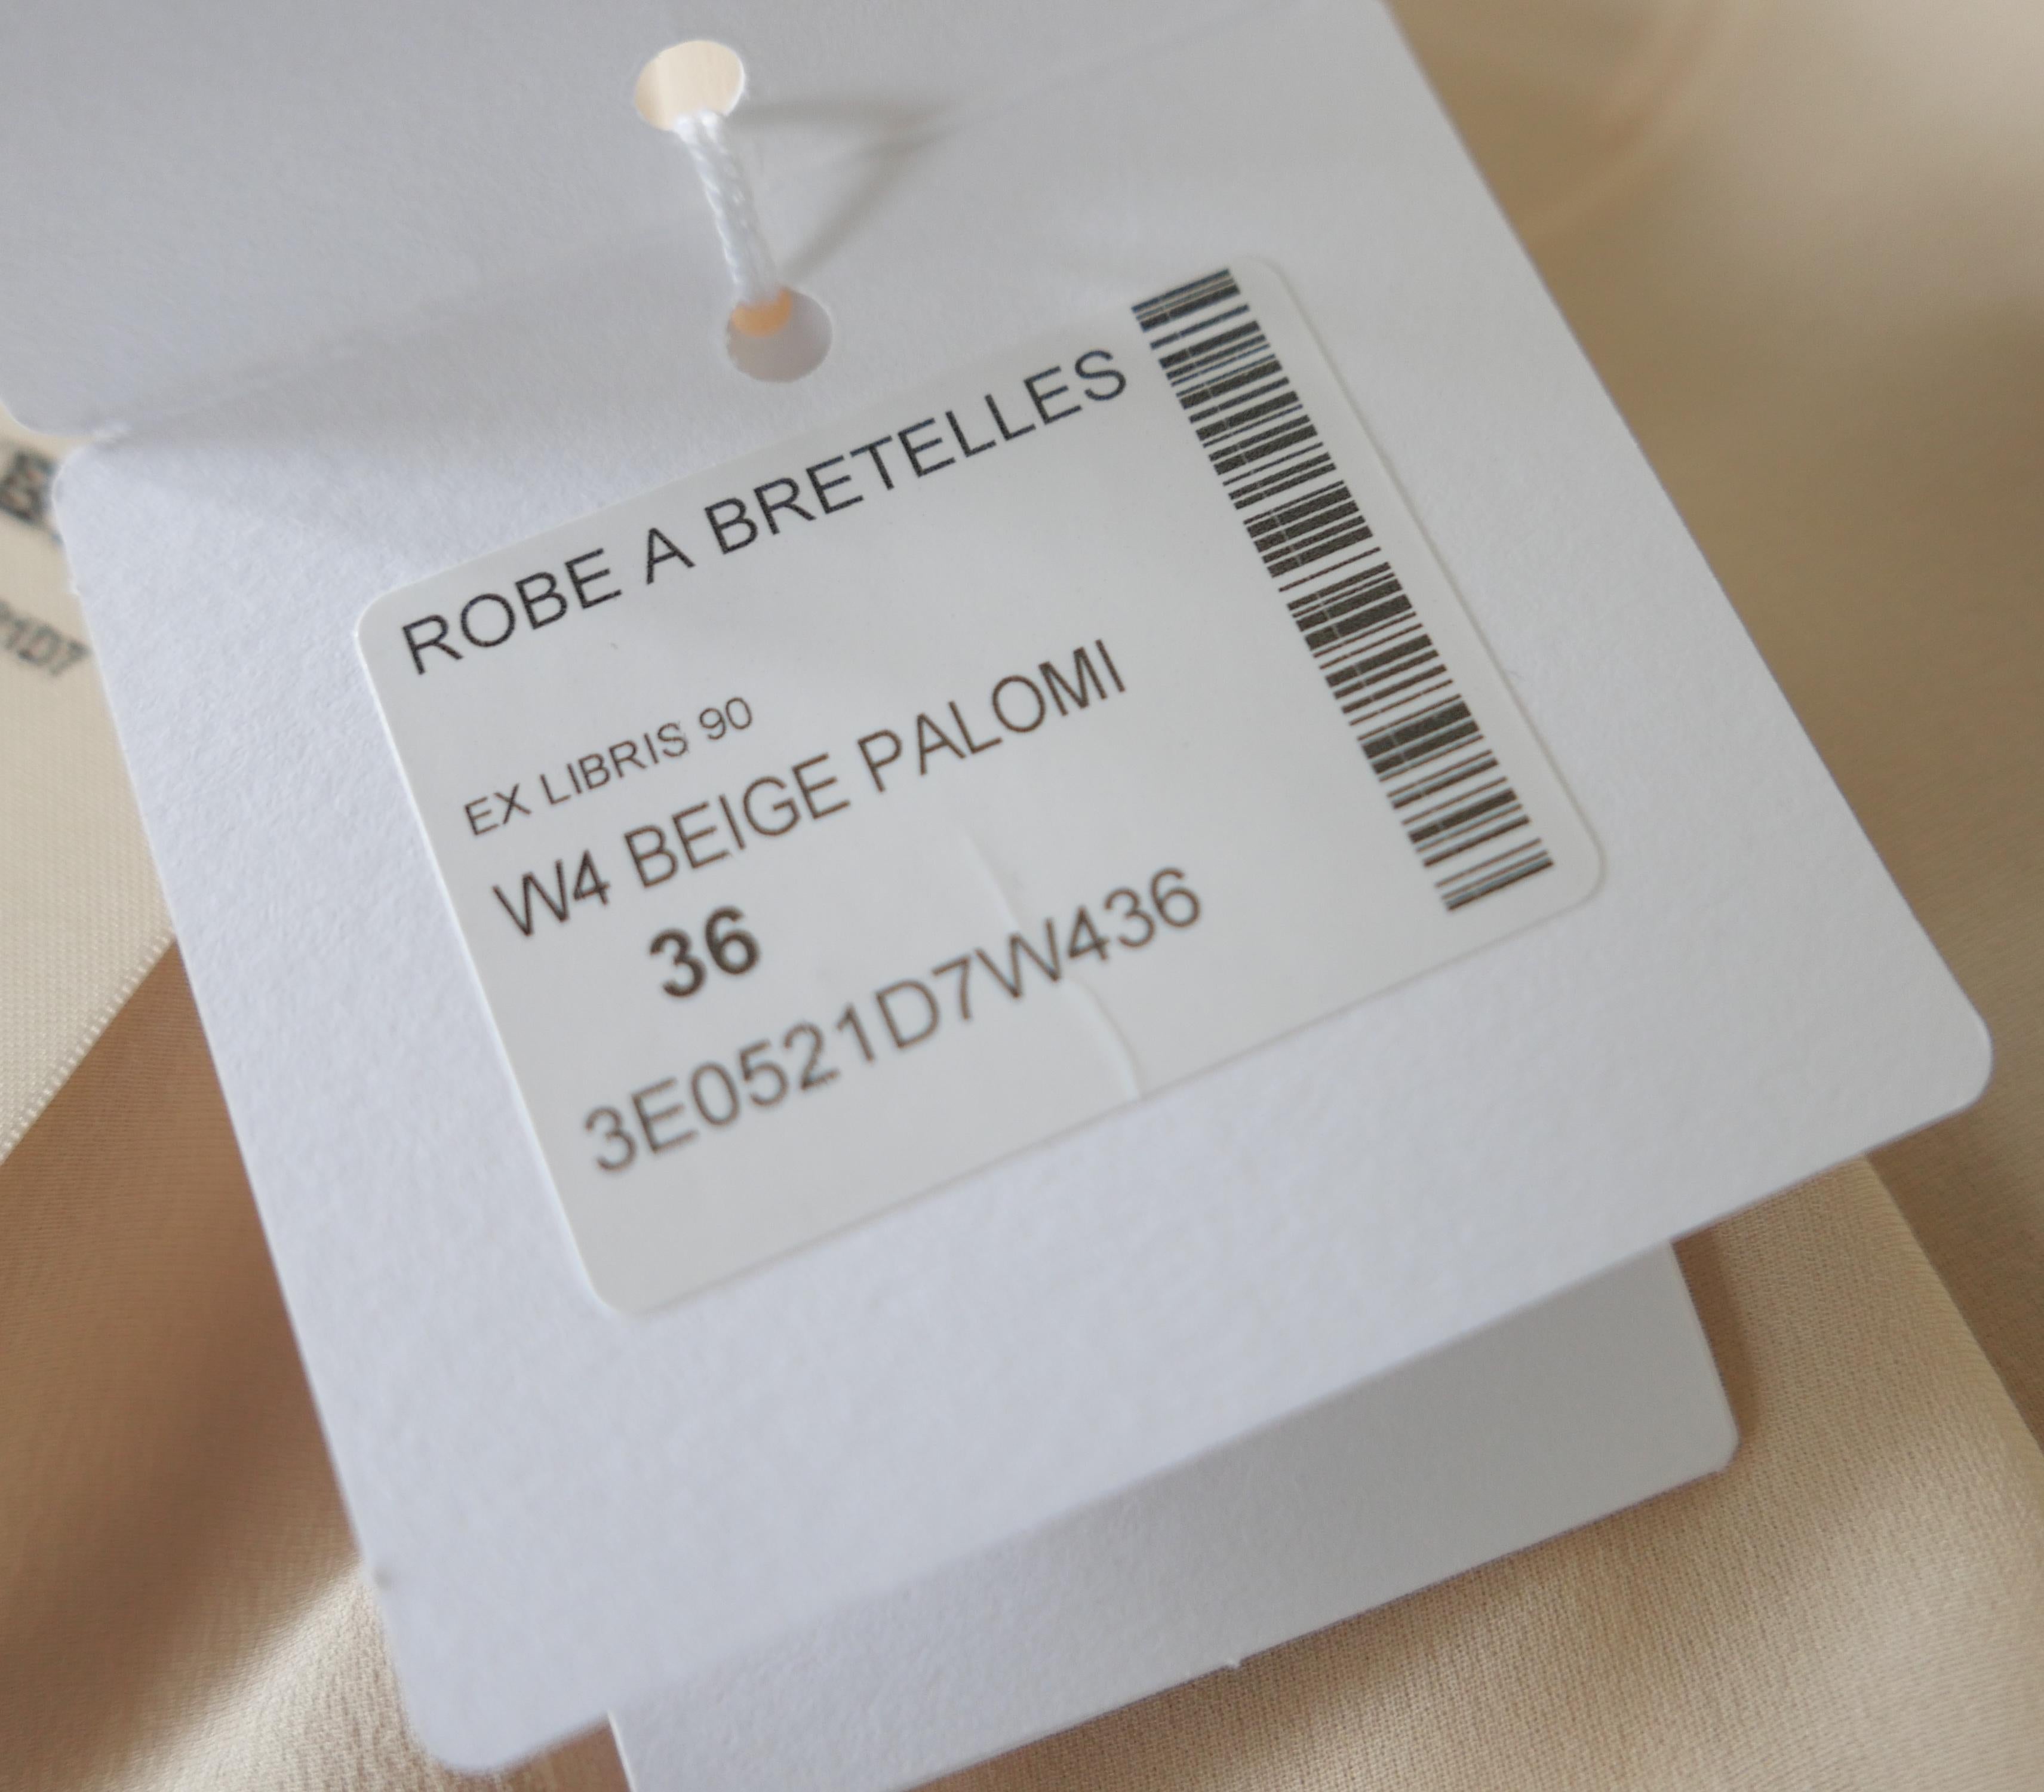 ROBE A BRETELLES
EX LIBRIS 90
W4 BEIGE PALOMI
36
3E0521D7W436